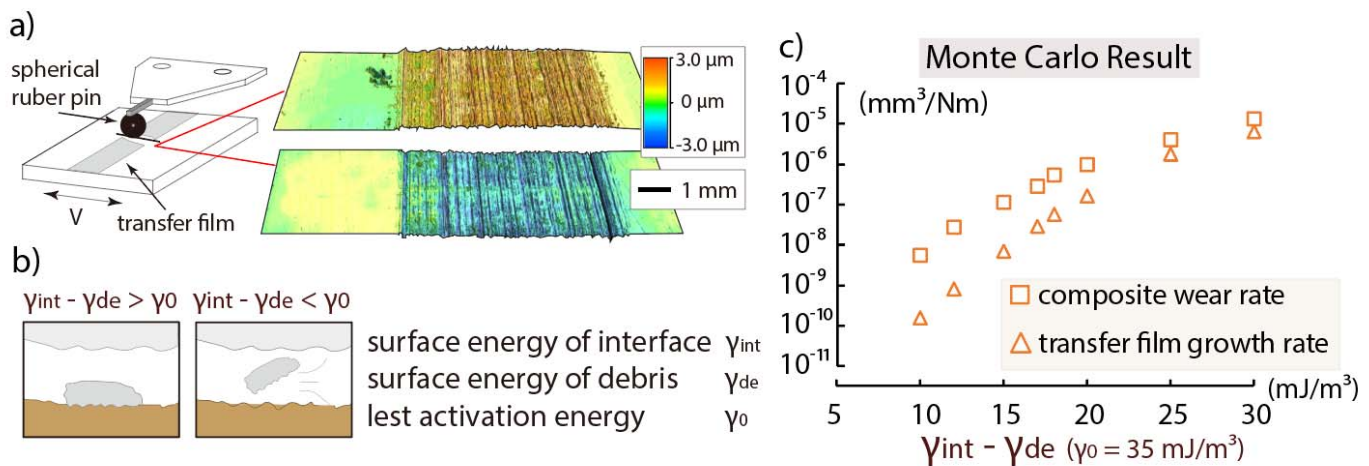 a)
spherical
ruber pin
V
transfer film
3.0 μm
0 μm
-3.0 μm
1 mm
b)
γint - γde > γ0
γint - γde < γ0
surface energy of interface γint
surface energy of debris γde
lest activation energy γ0
c)
Monte Carlo Result
(mm³/Nm)
10⁻⁴
10⁻⁵
10⁻⁶
10⁻⁷
10⁻⁸
10⁻⁹
10⁻¹⁰
10⁻¹¹
composite wear rate
transfer film growth rate
5 10 15 20 25 30
(mJ/m³)
γint - γde (γ0 = 35 mJ/m³)